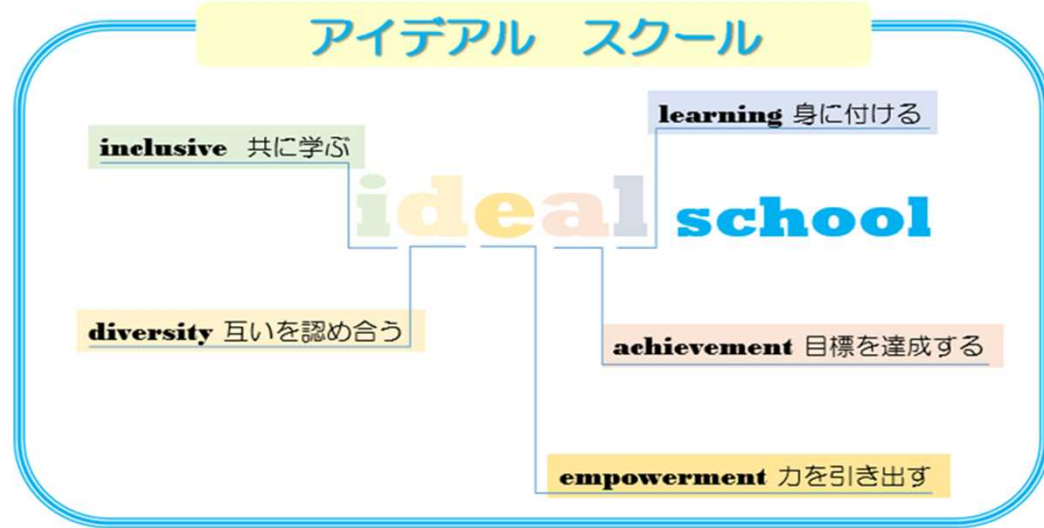 アイデアル　スクール
learning 身に付ける
inclusive 共に学ぶ
ideal school
diversity 互いを認め合う
achievement 目標を達成する
empowerment 力を引き出す